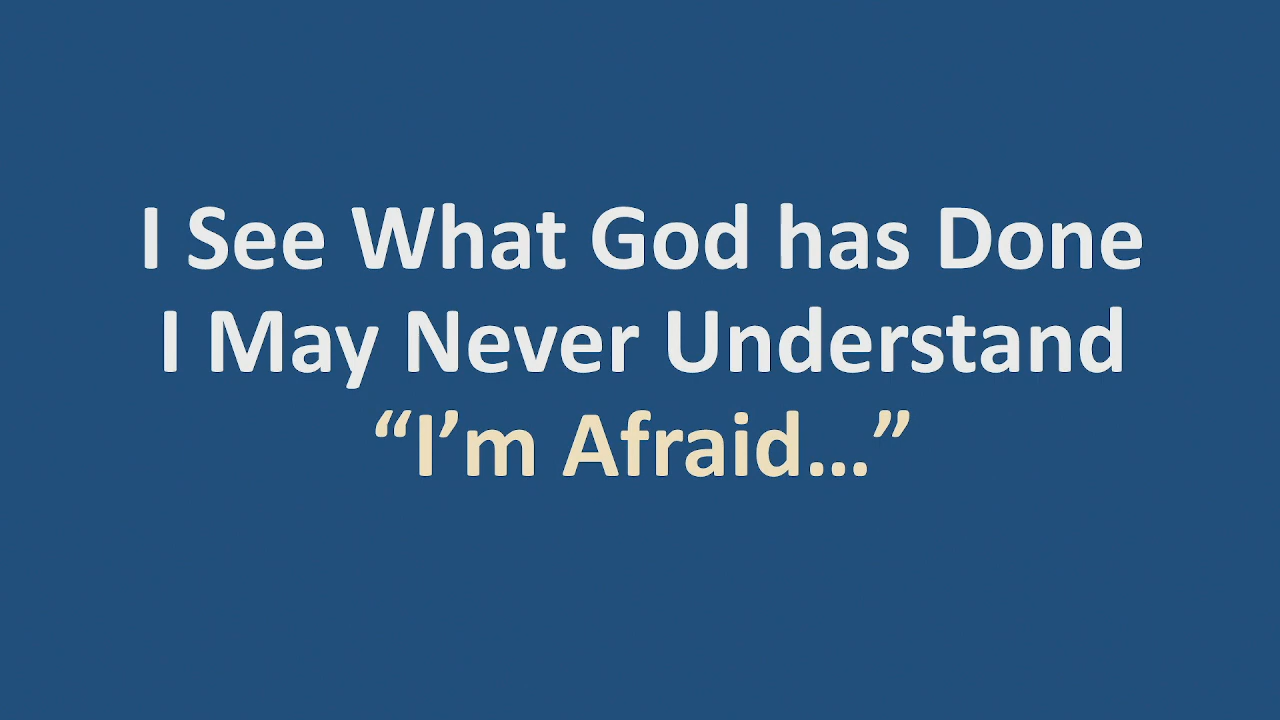 I See What God has Done
I May Never Understand
“I’m Afraid…”